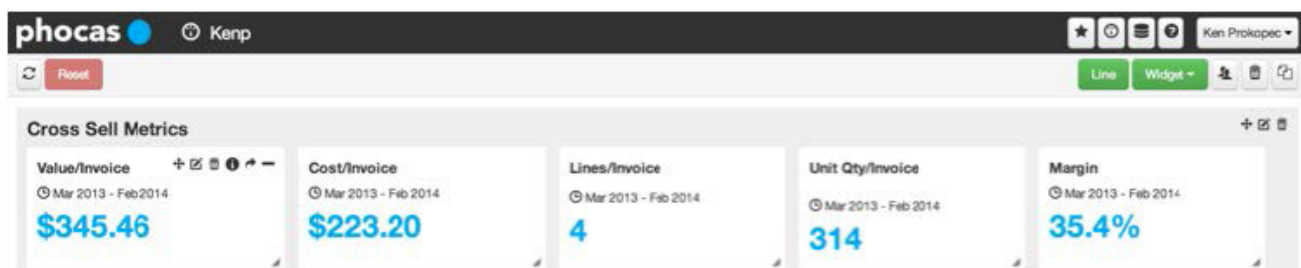 phocas Kenp Ken Prokopec
Reset Line Widget
Cross Sell Metrics
Value/Invoice
Mar 2013 - Feb2014
$345.46
Cost/Invoice
Mar 2013 - Feb 2014
$223.20
Lines/Invoice
Mar 2013 - Feb 2014
4
Unit Qty/Invoice
Mar 2013 - Feb 2014
314
Margin
Mar 2013 - Feb 2014
35.4%